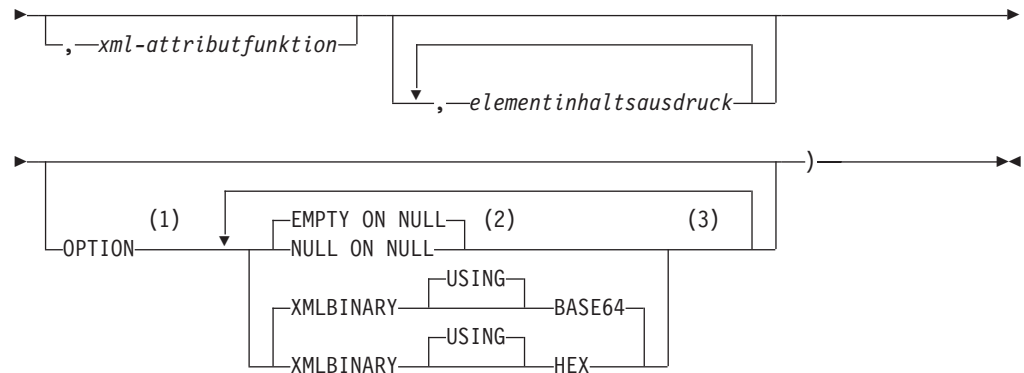 , xml-attributfunktion
, elementinhaltsausdruck
)
(1) (2) (3)
EMPTY ON NULL
OPTION NULL ON NULL
USING
XMLBINARY BASE64
USING
XMLBINARY HEX